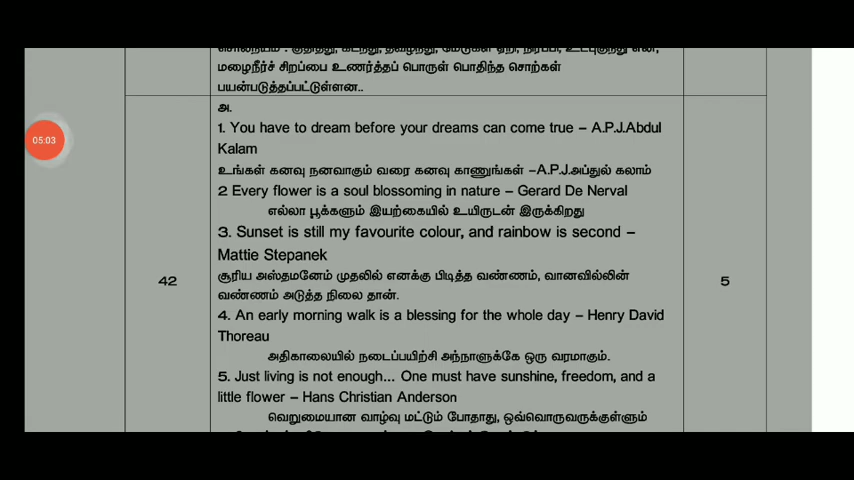 மழைநீர்ச் சிறப்பை உணர்த்தப் பொருள் பொதிந்த சொற்கள்
பயன்படுத்தப்பட்டுள்ளன..
அ.
1. You have to dream before your dreams can come true – A.P.J.Abdul
Kalam
உங்கள் கனவு நனவாகும் வரை கனவு காணுங்கள் –A.P.J.அப்துல் கலாம்
2 Every flower is a soul blossoming in nature – Gerard De Nerval
எல்லா பூக்களும் இயற்கையில் உயிருடன் இருக்கிறது
3. Sunset is still my favourite colour, and rainbow is second –
Mattie Stepanek
சூரிய அஸ்தமனேம் முதலில் எனக்கு பிடித்த வண்ணம், வானவில்லின்
வண்ணம் அடுத்த நிலை தான்.
42
5
4. An early morning walk is a blessing for the whole day – Henry David
Thoreau
அதிகாலையில் நடைப்பயிற்சி அந்நாளுக்கே ஒரு வரமாகும்.
5. Just living is not enough... One must have sunshine, freedom, and a
little flower – Hans Christian Anderson
வெறுமையான வாழ்வு மட்டும் போதாது, ஒவ்வொருவருக்குள்ளும்
05:03